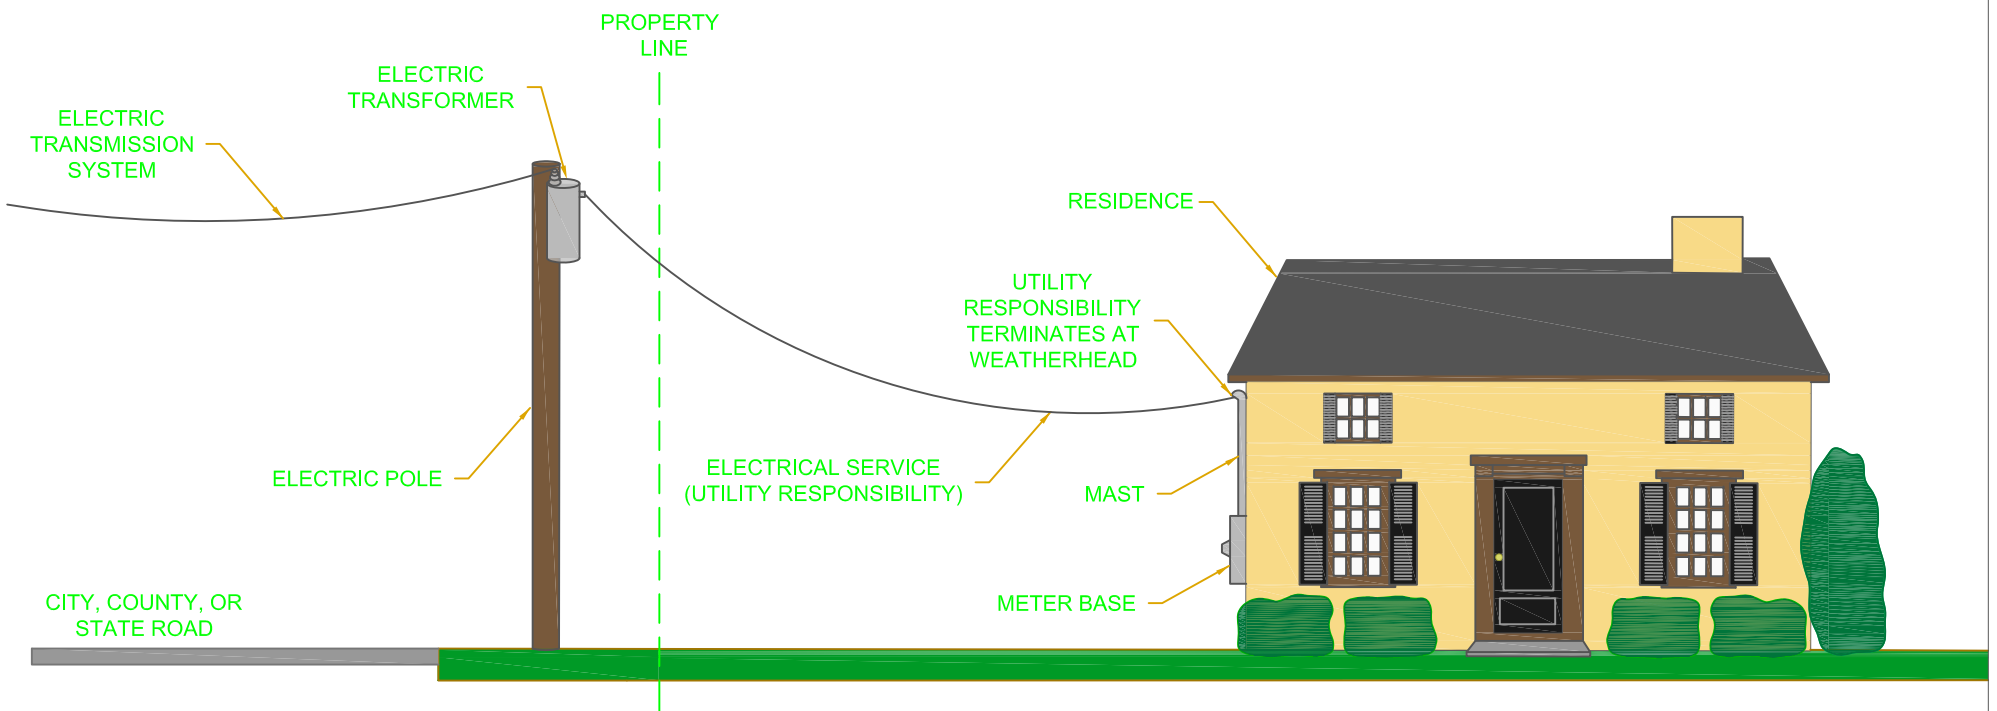 PROPERTY
LINE
ELECTRIC
TRANSFORMER
ELECTRIC
TRANSMISSION
SYSTEM
RESIDENCE
UTILITY
RESPONSIBILITY
TERMINATES AT
WEATHERHEAD
ELECTRIC POLE
ELECTRICAL SERVICE
(UTILITY RESPONSIBILITY)
MAST
METER BASE
CITY, COUNTY, OR
STATE ROAD